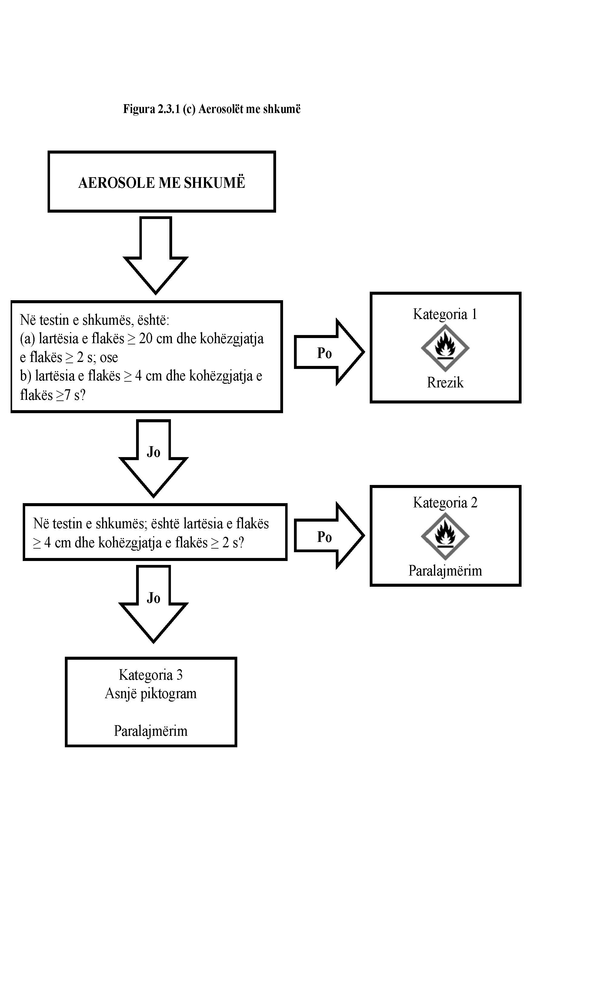 Figura 2.3.1 (c) Aerosolët me shkumë
AEROSOLE ME SHKUMË
Në testin e shkumës, është:
(a) lartësia e flakës ≥ 20 cm dhe kohëzgjatja
e flakës ≥ 2 s; ose
b) lartësia e flakës ≥ 4 cm dhe kohëzgjatja e
flakës ≥7 s?
Po
Kategoria 1
Rrezik
Jo
Në testin e shkumës; është lartësia e flakës
≥ 4 cm dhe kohëzgjatja e flakës ≥ 2 s?
Po
Kategoria 2
Paralajmërim
Jo
Kategoria 3
Asnjë piktogram
Paralajmërim